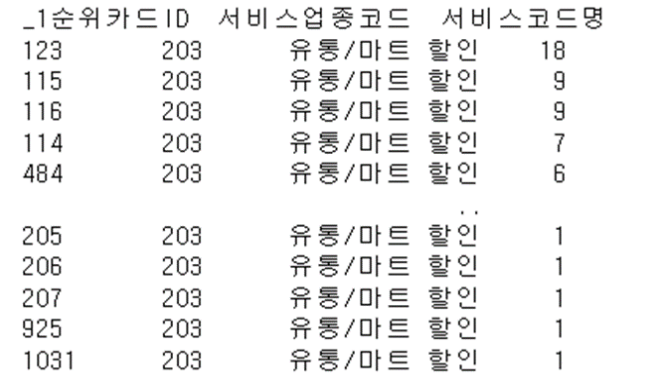 _1순위카드ID 서비스업종코드 서비스코드명
123 203 유통/마트 할인 18
115 203 유통/마트 할인 9
116 203 유통/마트 할인 9
114 203 유통/마트 할인 7
484 203 유통/마트 할인 6
..
205 203 유통/마트 할인 1
206 203 유통/마트 할인 1
207 203 유통/마트 할인 1
925 203 유통/마트 할인 1
1031 203 유통/마트 할인 1